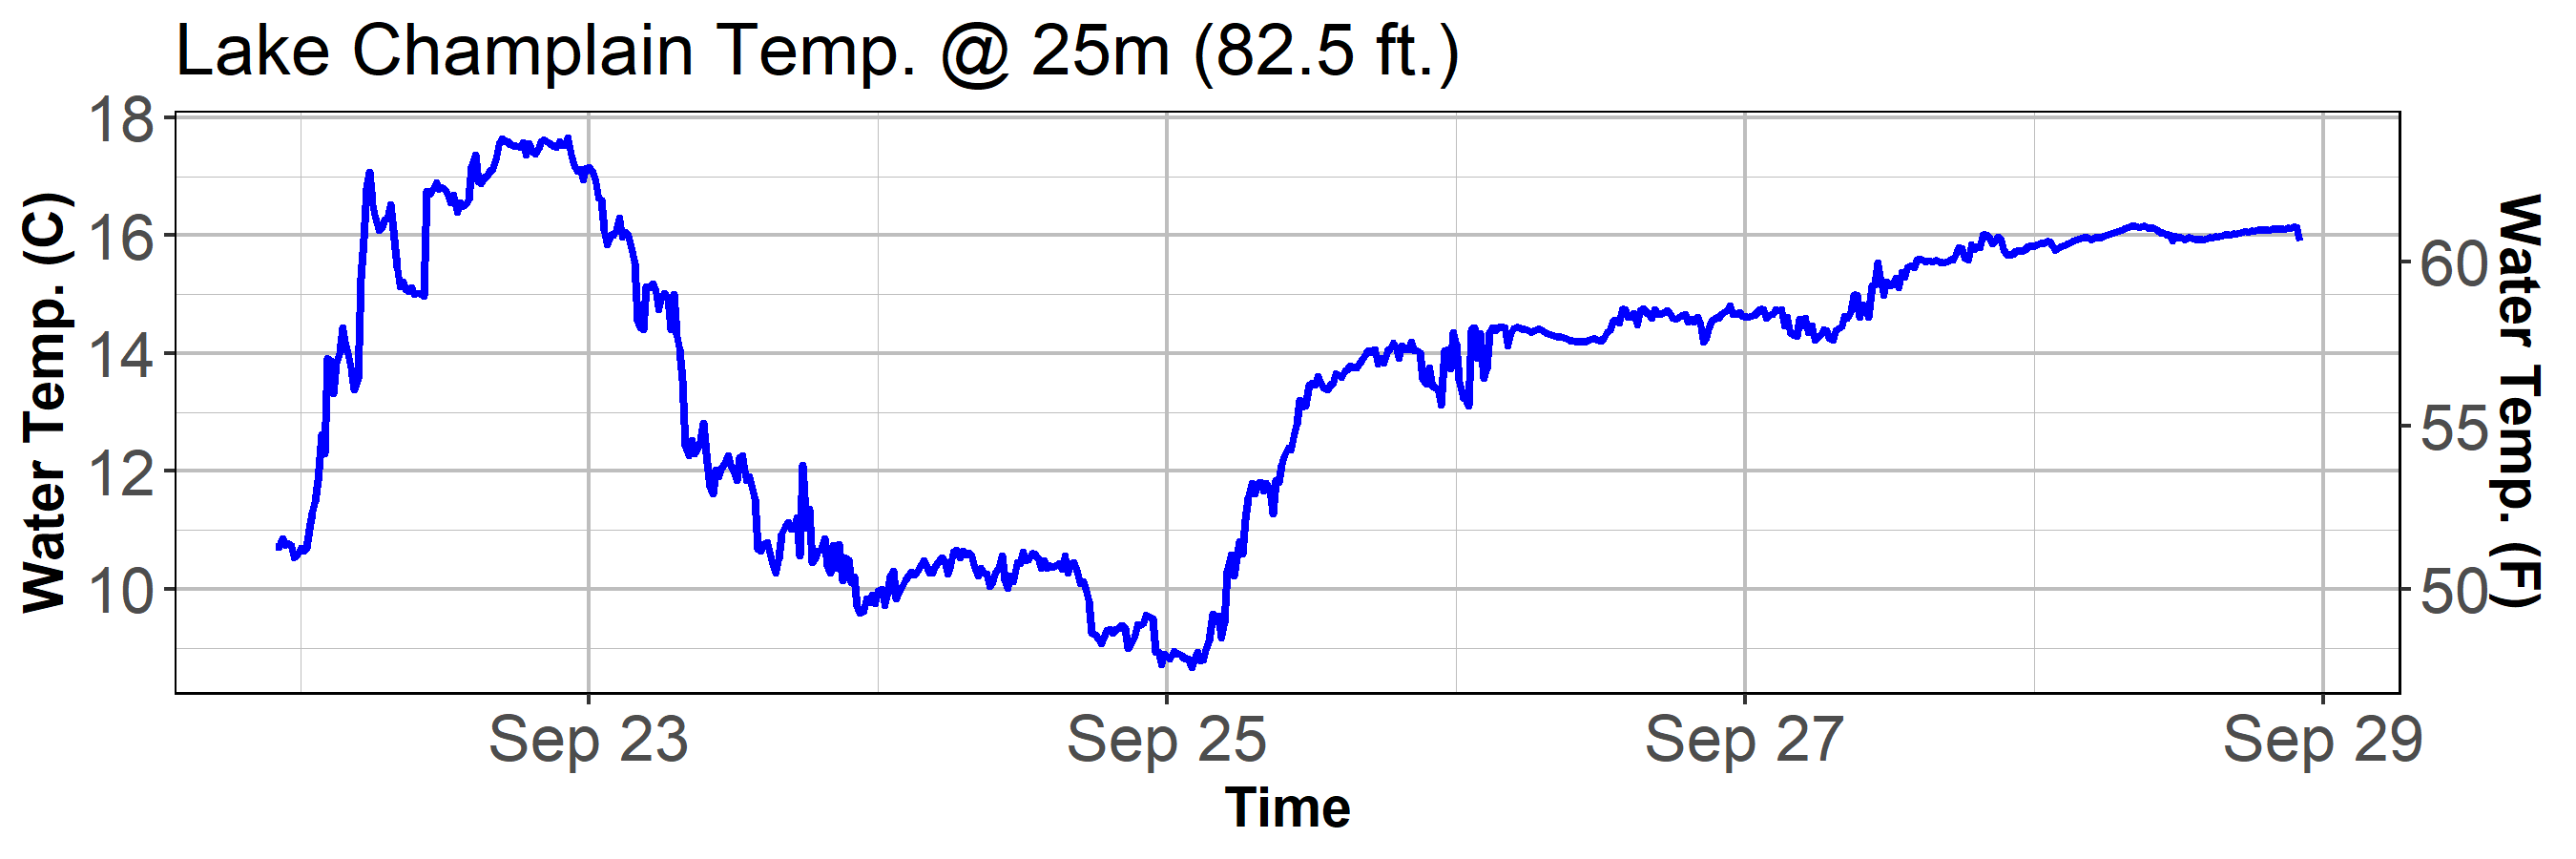 Lake Champlain Temp. @ 25m (82.5 ft.)
Water Temp. (C)
18
16
14
12
10
60
55
50
Water Temp. (F)
Sep 23
Sep 25
Sep 27
Sep 29
Time